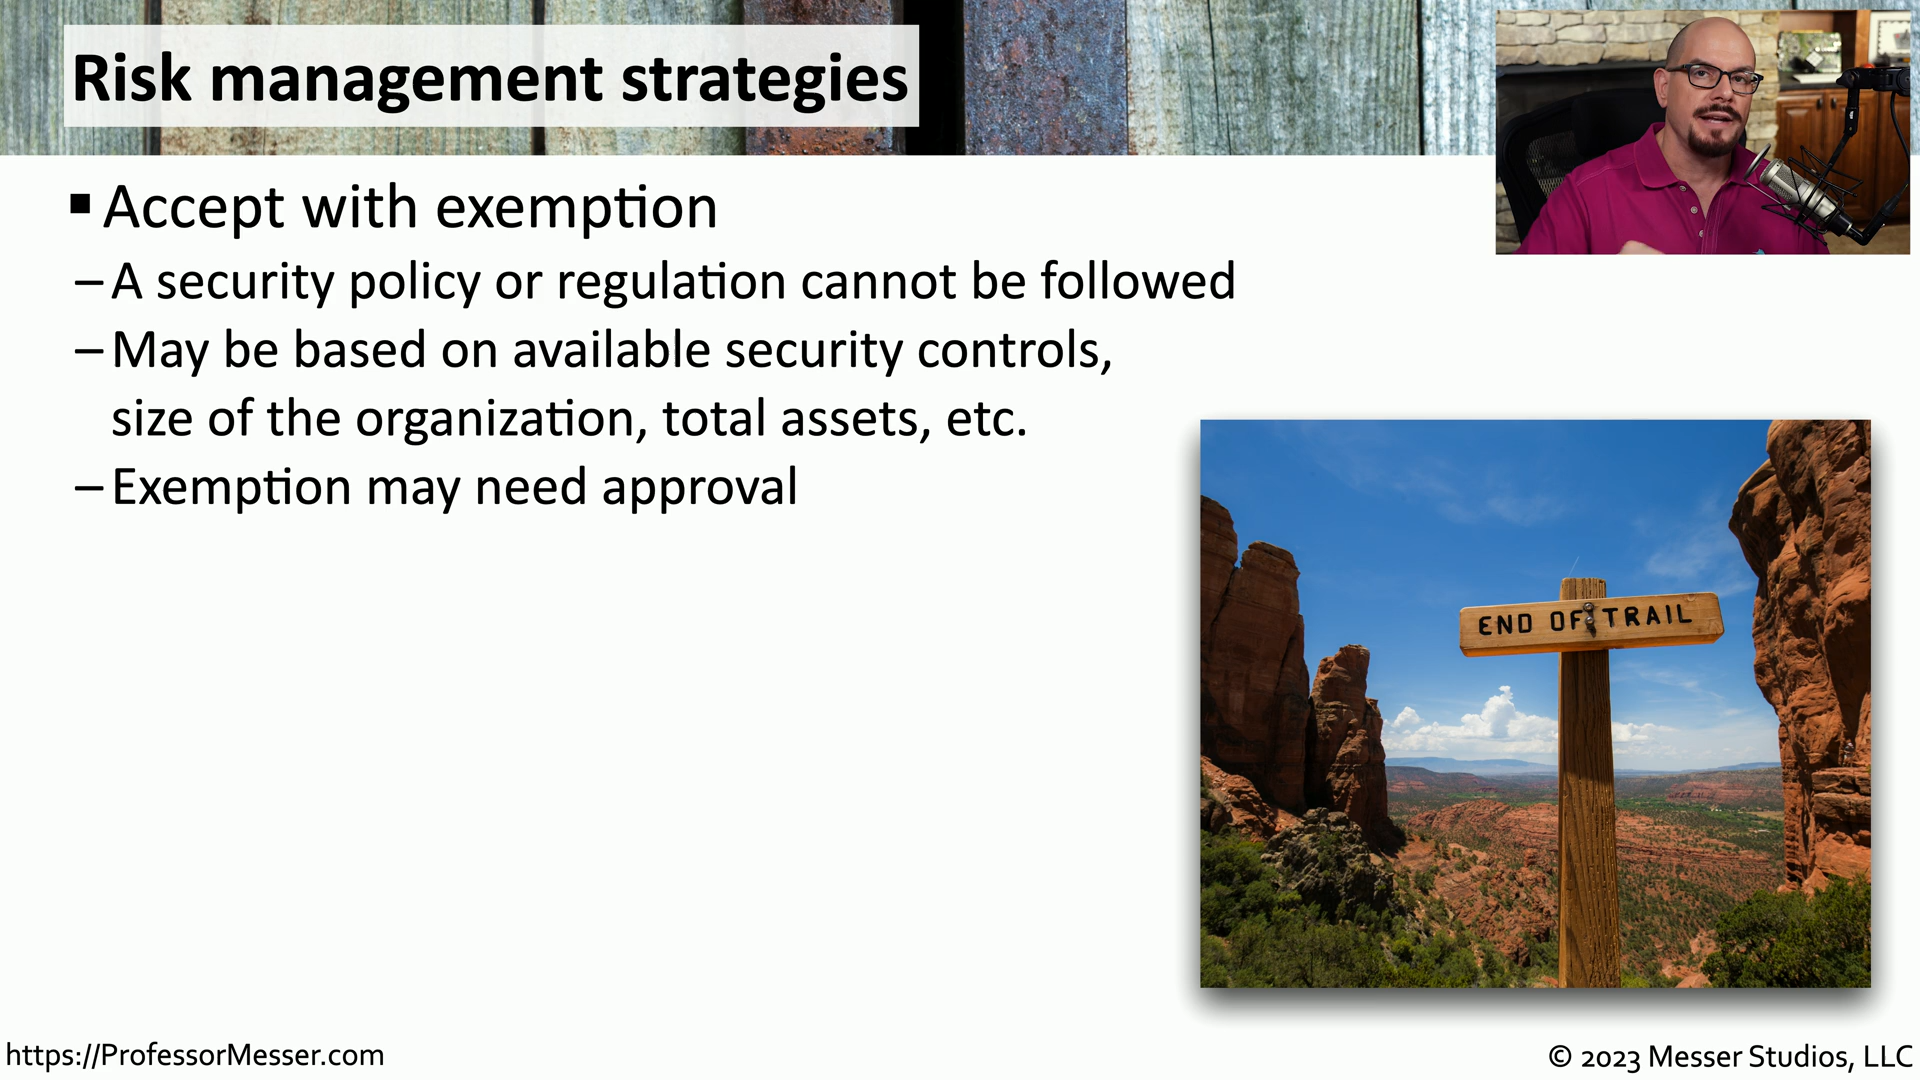 Risk management strategies
▪ Accept with exemption
– A security policy or regulation cannot be followed
– May be based on available security controls,
size of the organization, total assets, etc.
– Exemption may need approval
END OF TRAIL
https://ProfessorMesser.com
© 2023 Messer Studios, LLC